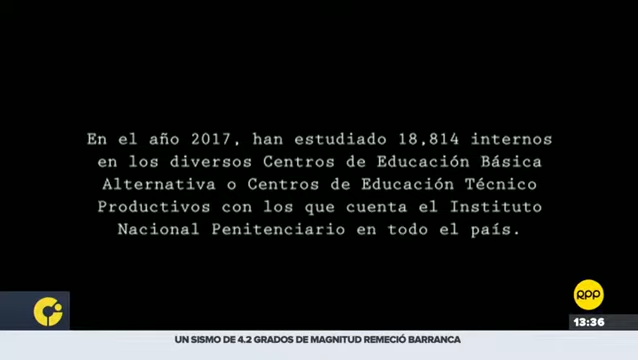 En el año 2017, han estudiado 18,814 internos
en los diversos Centros de Educación Básica
Alternativa o Centros de Educación Técnico
Productivos con los que cuenta el Instituto
Nacional Penitenciario en todo el país.
RPP
13:36
UN SISMO DE 4.2 GRADOS DE MAGNITUD REMECIÓ BARRANCA